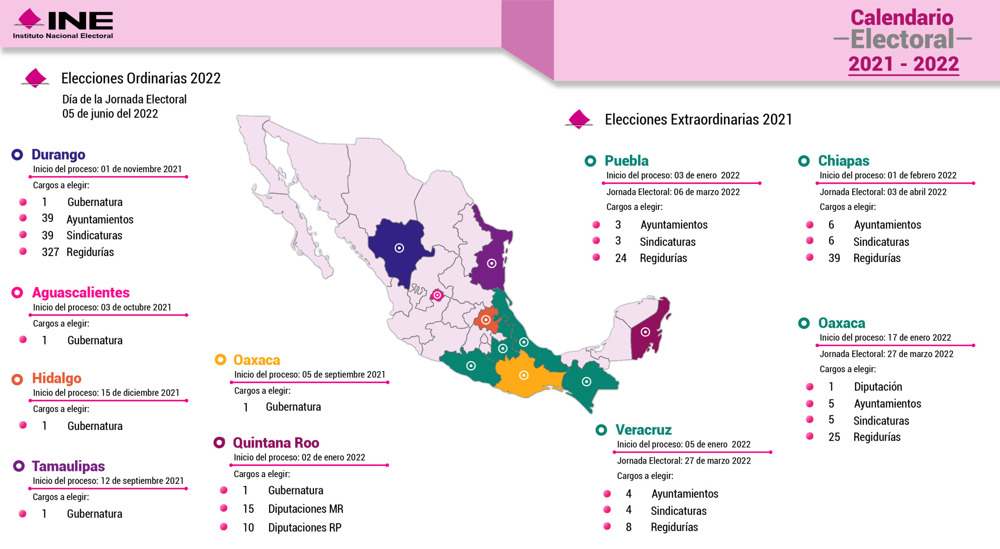 INE
Instituto Nacional Electoral
Calendario
Electoral
2021 - 2022
Elecciones Ordinarias 2022
Día de la Jornada Electoral
05 de junio del 2022
Durango
Inicio del proceso: 01 de noviembre 2021
Cargos a elegir:
1 Gubernatura
39 Ayuntamientos
39 Sindicaturas
327 Regidurías
Aguascalientes
Inicio del proceso: 03 de octubre 2021
Cargos a elegir:
1 Gubernatura
Hidalgo
Inicio del proceso: 15 de diciembre 2021
Cargos a elegir:
1 Gubernatura
Tamaulipas
Inicio del proceso: 12 de septiembre 2021
Cargos a elegir:
1 Gubernatura
Oaxaca
Inicio del proceso: 05 de septiembre 2021
Cargos a elegir:
1 Gubernatura
Quintana Roo
Inicio del proceso: 02 de enero 2022
Cargos a elegir:
1 Gubernatura
15 Diputaciones MR
10 Diputaciones RP
Elecciones Extraordinarias 2021
Puebla
Inicio del proceso: 03 de enero 2022
Jornada Electoral: 06 de marzo 2022
Cargos a elegir:
3 Ayuntamientos
3 Sindicaturas
24 Regidurías
Chiapas
Inicio del proceso: 01 de febrero 2022
Jornada Electoral: 03 de abril 2022
Cargos a elegir:
6 Ayuntamientos
6 Sindicaturas
39 Regidurías
Oaxaca
Inicio del proceso: 17 de enero 2022
Jornada Electoral: 27 de marzo 2022
Cargos a elegir:
1 Diputación
5 Ayuntamientos
5 Sindicaturas
25 Regidurías
Veracruz
Inicio del proceso: 05 de enero 2022
Jornada Electoral: 27 de marzo 2022
Cargos a elegir:
4 Ayuntamientos
4 Sindicaturas
8 Regidurías